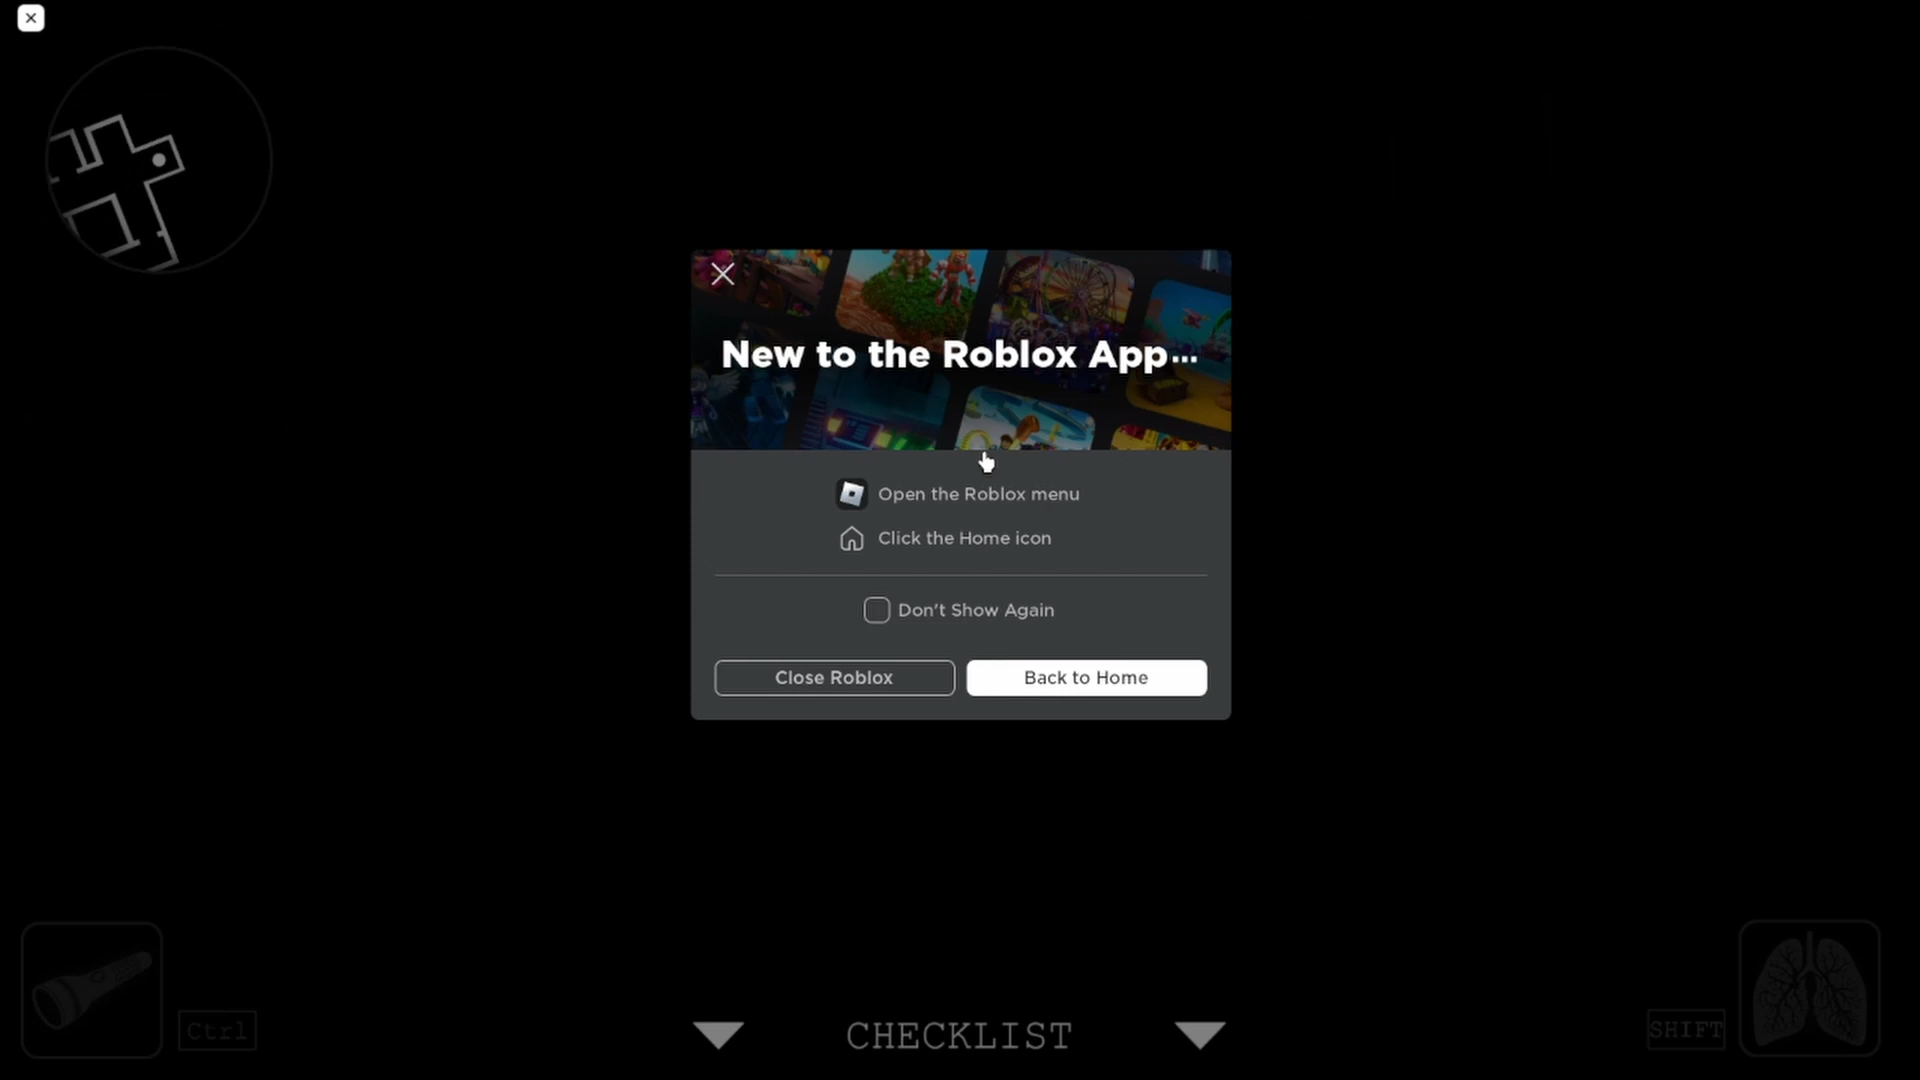 New to the Roblox App...
Open the Roblox menu
Click the Home icon
Don't Show Again
Close Roblox
Back to Home
Ctrl
CHECKLIST
SHIFT